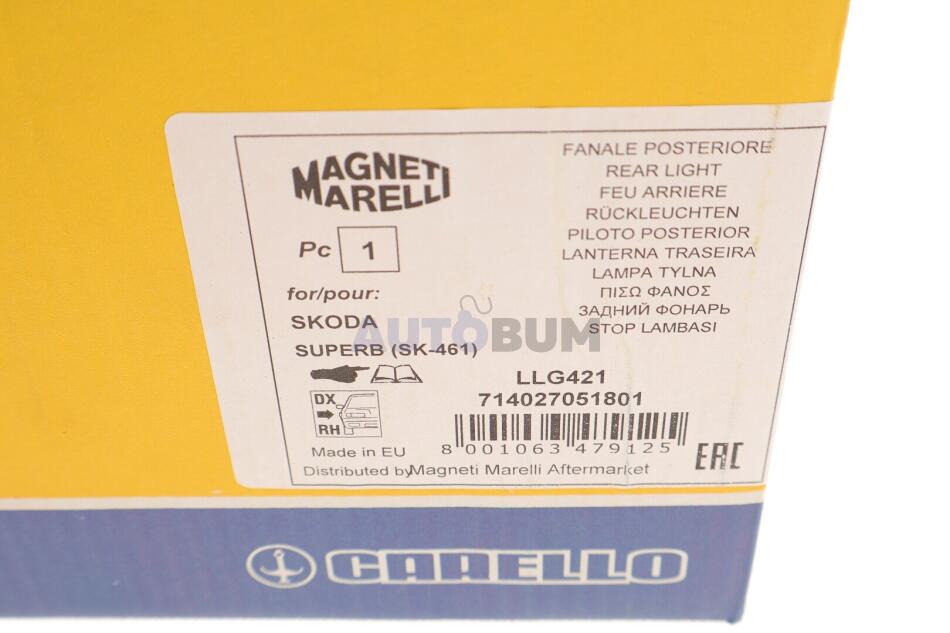 MAGNETI
MARELLI
Pc 1
for/pour:
SKODA
SUPERB (SK-461)
DX
RH
Made in EU
Distributed by Magneti Marelli Aftermarket
FANALE POSTERIORE
REAR LIGHT
FEU ARRIERE
RÜCKLEUCHTEN
PILOTO POSTERIOR
LANTERNA TRASEIRA
LAMPA TYLNA
ΠΙΣΩ ΦΑΝΟΣ
ЗАДНИЙ ФОНАРЬ
STOP LAMBASI
AUTOBUM
LLG421
714027051801
8 001063 479125
EAC
CARELLO